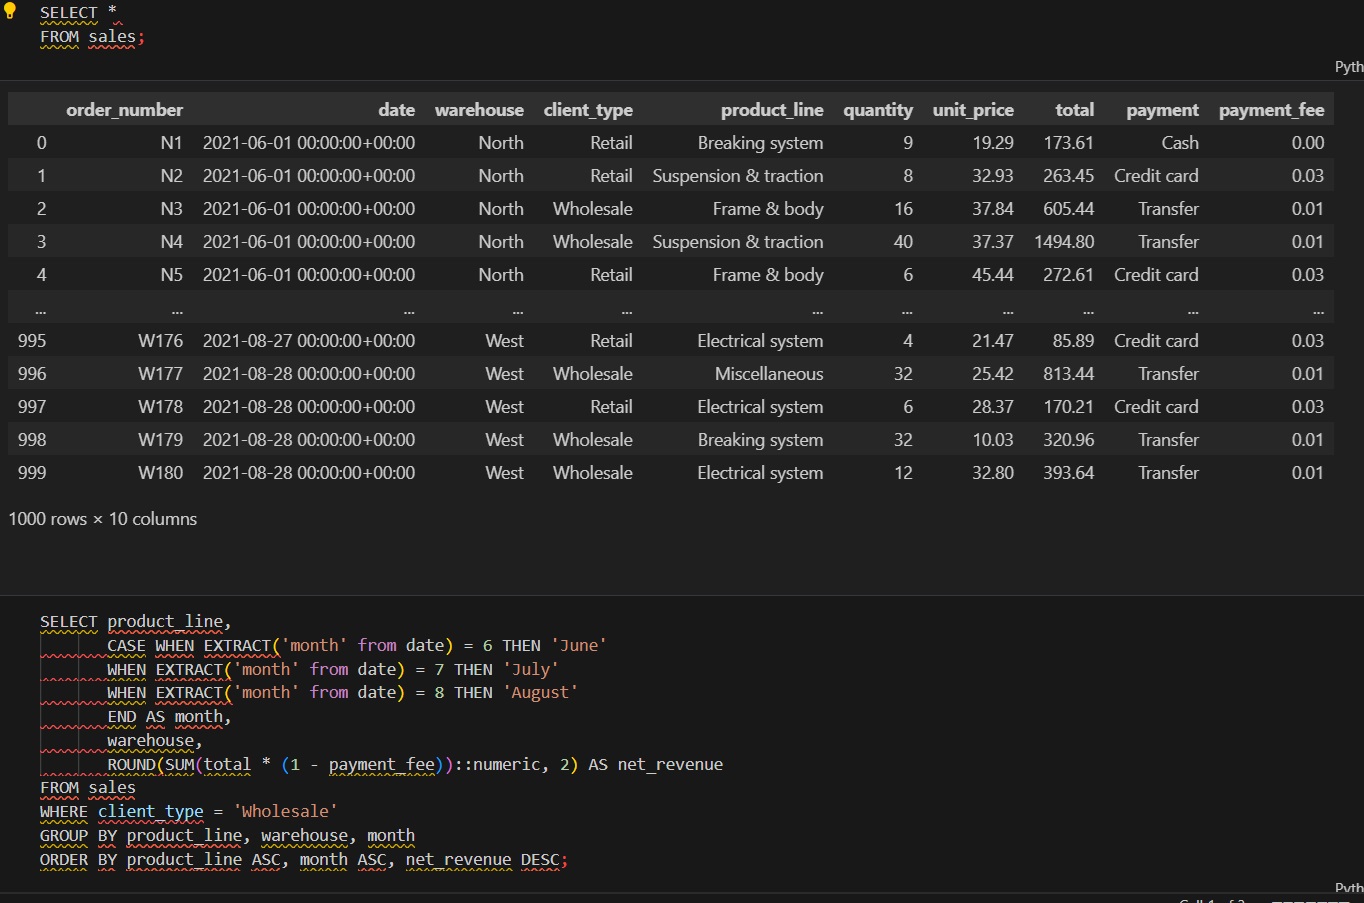 SELECT *
FROM sales;
Pyth
order_number date warehouse client_type product_line quantity unit_price total payment payment_fee
0 N1 2021-06-01 00:00:00+00:00 North Retail Breaking system 9 19.29 173.61 Cash 0.00
1 N2 2021-06-01 00:00:00+00:00 North Retail Suspension & traction 8 32.93 263.45 Credit card 0.03
2 N3 2021-06-01 00:00:00+00:00 North Wholesale Frame & body 16 37.84 605.44 Transfer 0.01
3 N4 2021-06-01 00:00:00+00:00 North Wholesale Suspension & traction 40 37.37 1494.80 Transfer 0.01
4 N5 2021-06-01 00:00:00+00:00 North Retail Frame & body 6 45.44 272.61 Credit card 0.03
... ... ... ... ... ... ... ... ... ... ...
995 W176 2021-08-27 00:00:00+00:00 West Retail Electrical system 4 21.47 85.89 Credit card 0.03
996 W177 2021-08-28 00:00:00+00:00 West Wholesale Miscellaneous 32 25.42 813.44 Transfer 0.01
997 W178 2021-08-28 00:00:00+00:00 West Retail Electrical system 6 28.37 170.21 Credit card 0.03
998 W179 2021-08-28 00:00:00+00:00 West Wholesale Breaking system 32 10.03 320.96 Transfer 0.01
999 W180 2021-08-28 00:00:00+00:00 West Wholesale Electrical system 12 32.80 393.64 Transfer 0.01
1000 rows × 10 columns
SELECT product_line,
CASE WHEN EXTRACT('month' from date) = 6 THEN 'June'
WHEN EXTRACT('month' from date) = 7 THEN 'July'
WHEN EXTRACT('month' from date) = 8 THEN 'August'
END AS month,
warehouse,
ROUND(SUM(total * (1 - payment_fee))::numeric, 2) AS net_revenue
FROM sales
WHERE client_type = 'Wholesale'
GROUP BY product_line, warehouse, month
ORDER BY product_line ASC, month ASC, net_revenue DESC;
Pyth